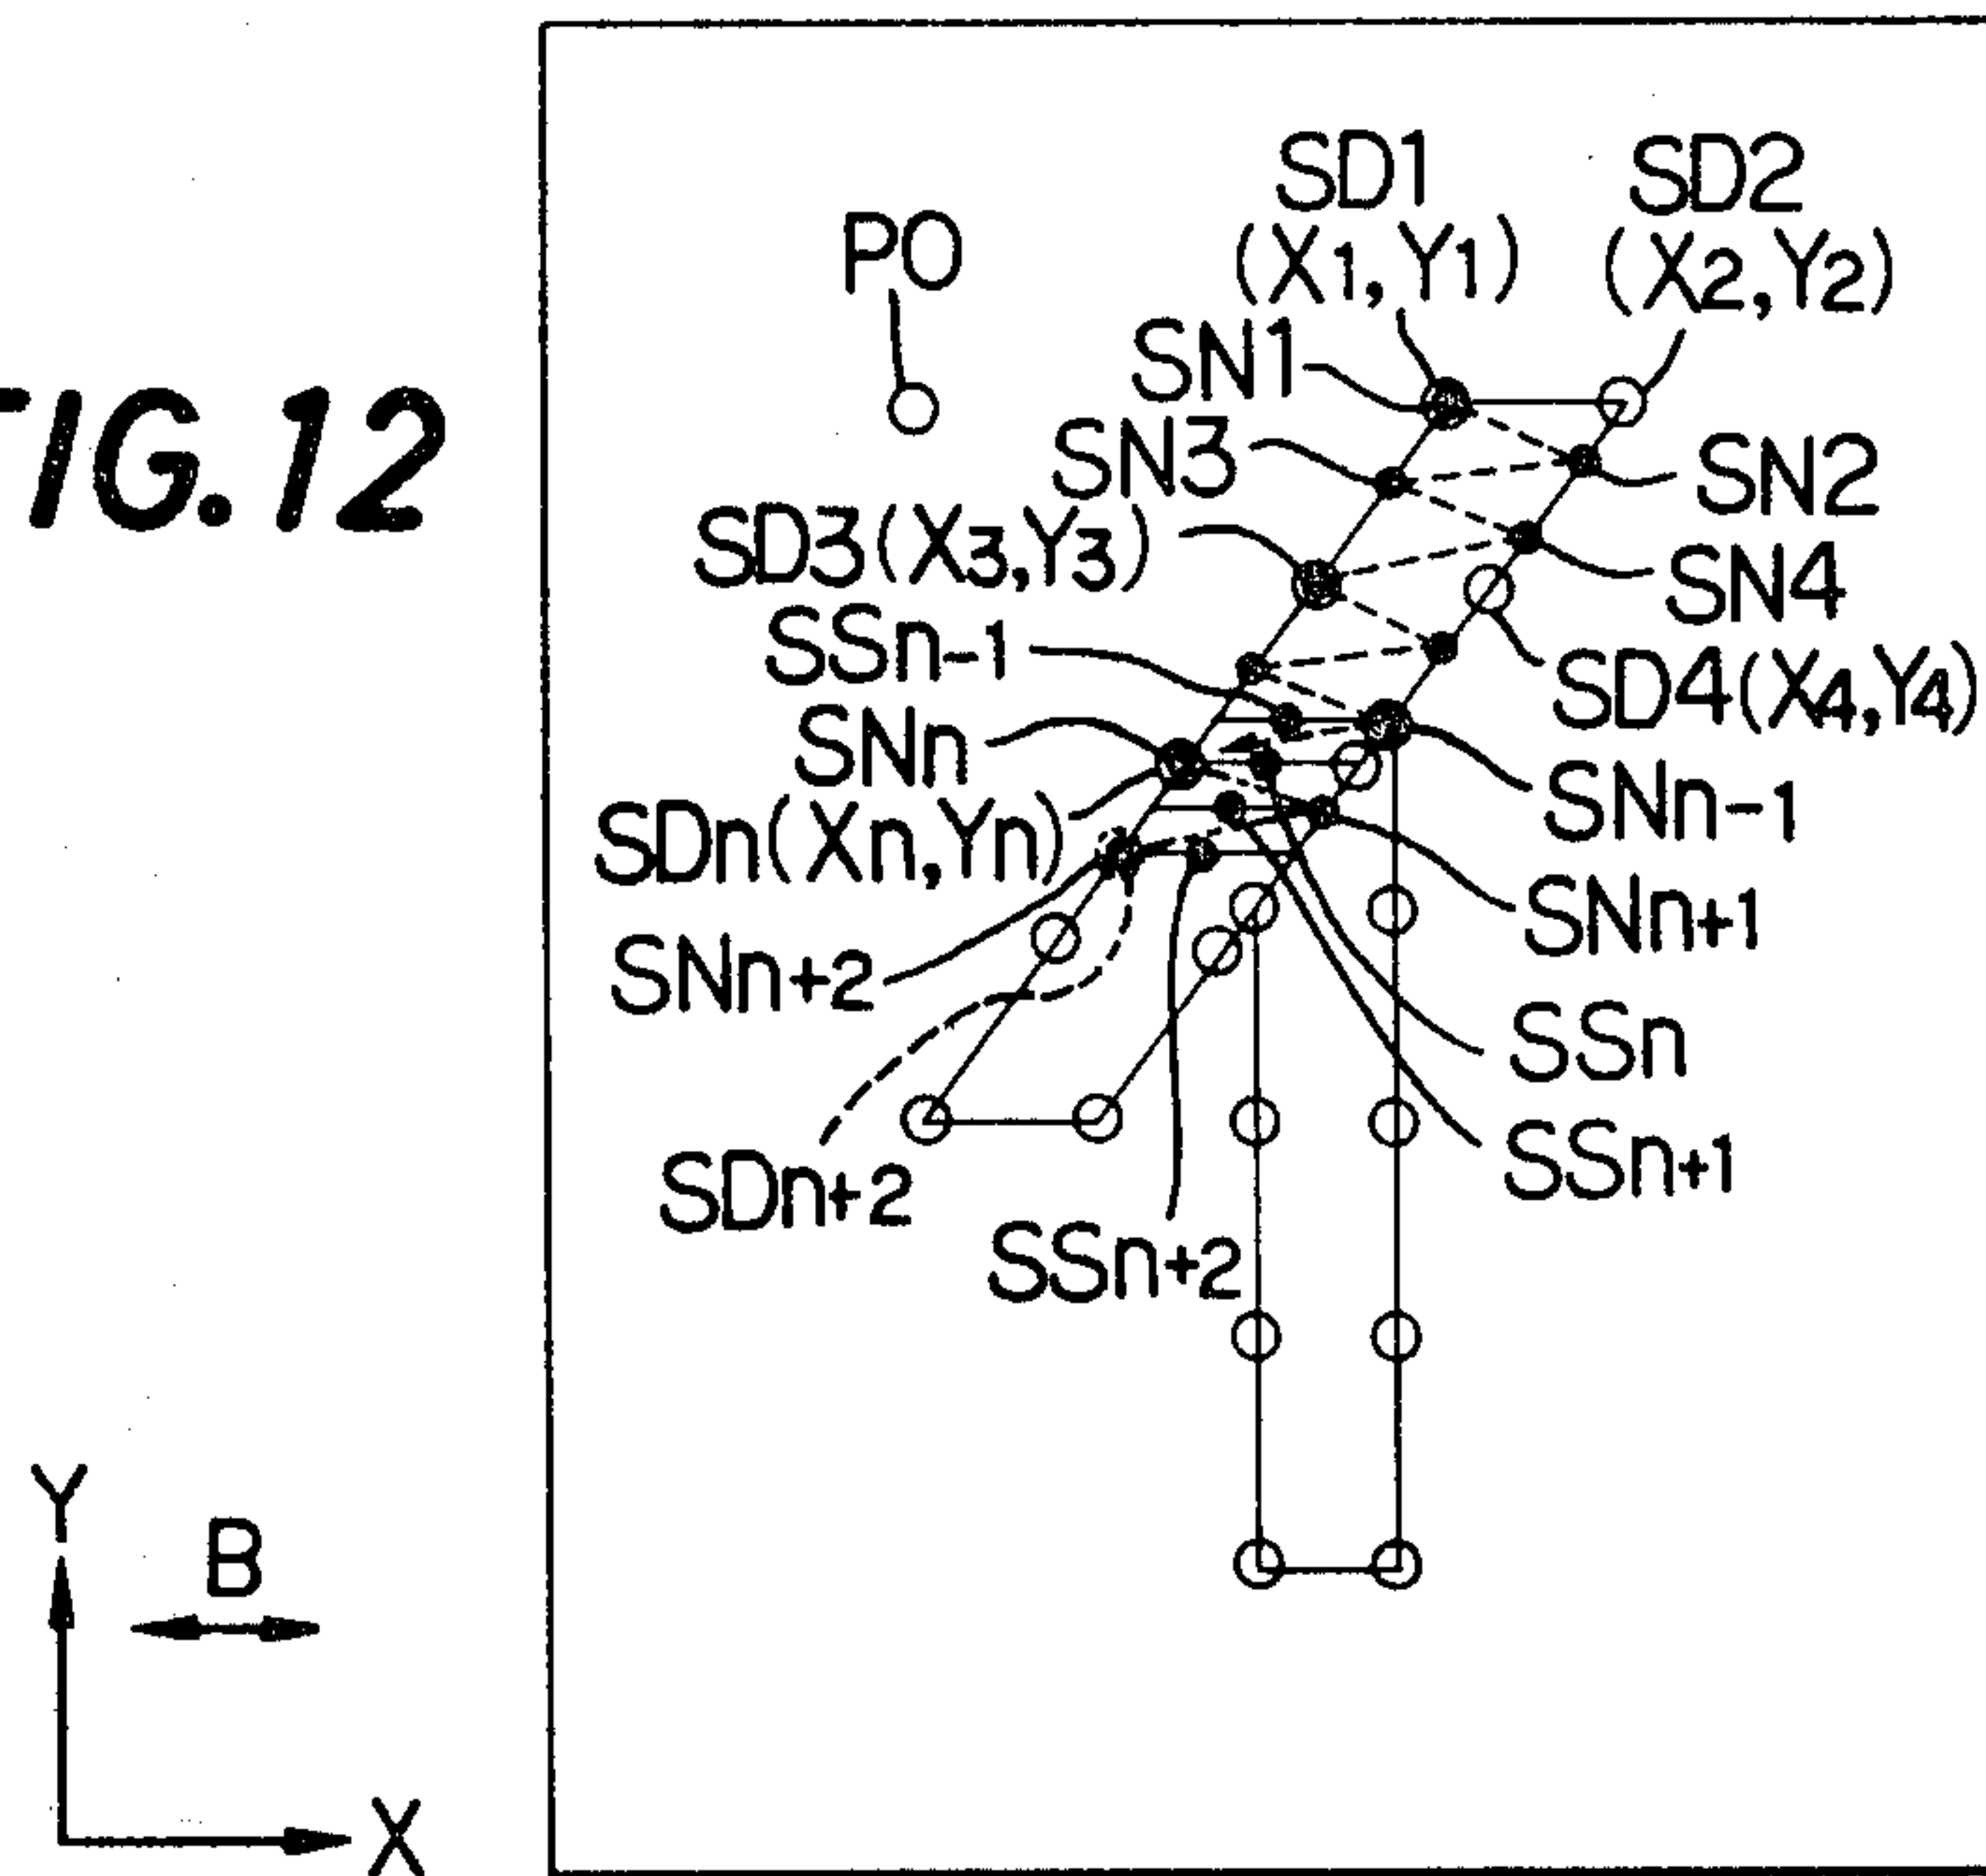 FIG.12
SD1
(X1,Y1)
SD2
(X2,Y2)
PO
SN1
SN3
SN2
SD3(X3,Y3)
SN4
SSn-1
SD4(X4,Y4)
SNn
SNn-1
SDn(Xn,Yn)
SNn+1
SNn+2
SSn
SSn+1
SDn+2
SSn+2
Y
B
X